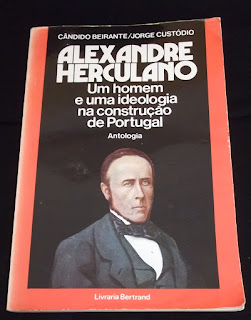 CÂNDIDO BEIRANTE/JORGE CUSTÓDIO
ALEXANDRE
HERCULANO
Um homem
e uma ideologia
na construção
de Portugal
Antologia
Livraria Bertrand